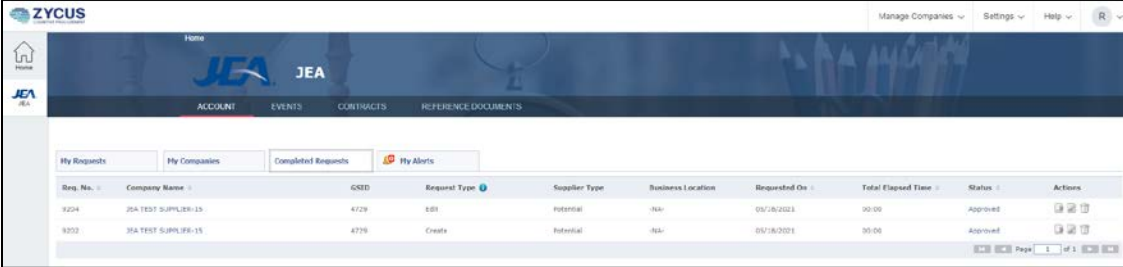 ZYCUS
Manage Companies Settings Help R
Home
Home
JEA JEA
JEA
JEA
ACCOUNT EVENTS CONTRACTS REFERENCE DOCUMENTS
My Requests My Companies Completed Requests My Alerts
Req. No. Company Name GSID Request Type Supplier Type Business Location Requested On Total Elapsed Time Status Actions
9204 JEA TEST SUPPLIER-15 4729 Edit Potential -NA- 05/18/2021 00:00 Approved
9202 JEA TEST SUPPLIER-15 4729 Create Potential -NA- 05/18/2021 00:00 Approved
Page 1 of 1